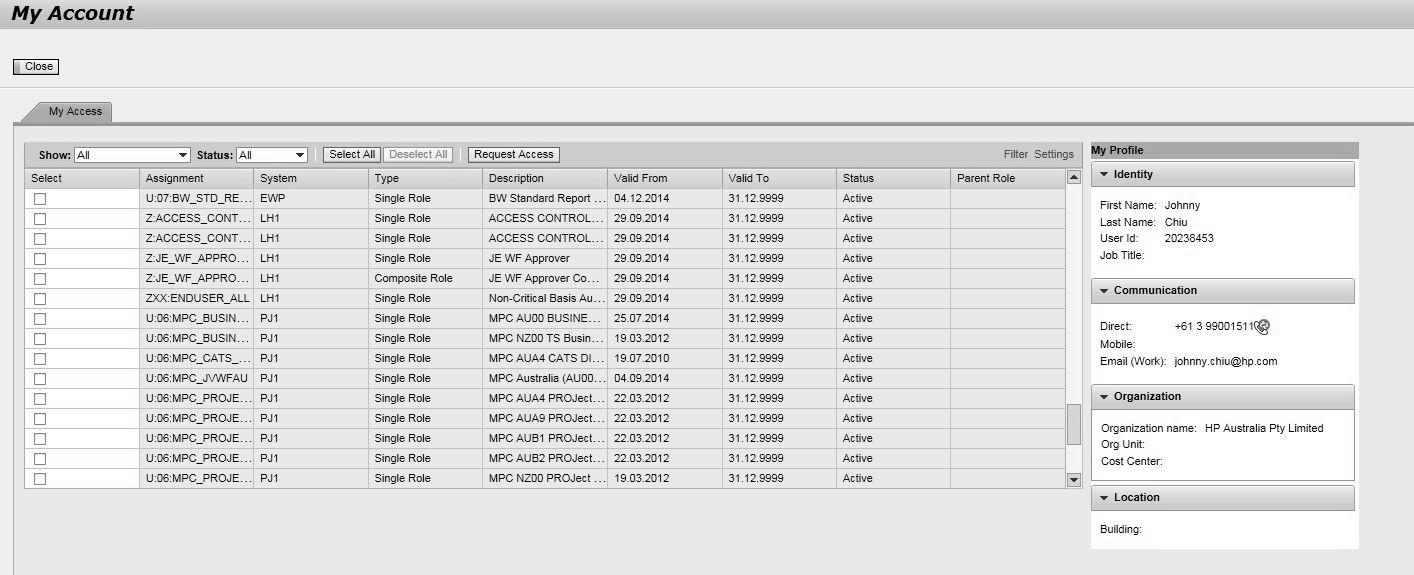 My Account
Close
My Access
Show: All Status: All Select All Deselect All Request Access Filter Settings
Select Assignment System Type Description Valid From Valid To Status Parent Role
U:07:BW_STD_RE... EWP Single Role BW Standard Report ... 04.12.2014 31.12.9999 Active
Z:ACCESS_CONT... LH1 Single Role ACCESS CONTROL... 29.09.2014 31.12.9999 Active
Z:ACCESS_CONT... LH1 Single Role ACCESS CONTROL... 29.09.2014 31.12.9999 Active
Z:JE_WF_APPRO... LH1 Single Role JE WF Approver 29.09.2014 31.12.9999 Active
Z:JE_WF_APPRO... LH1 Composite Role JE WF Approver Co... 29.09.2014 31.12.9999 Active
ZXX:ENDUSER_ALL LH1 Single Role Non-Critical Basis Au... 29.09.2014 31.12.9999 Active
U:06:MPC_BUSIN... PJ1 Single Role MPC AU00 BUSINE... 25.07.2014 31.12.9999 Active
U:06:MPC_BUSIN... PJ1 Single Role MPC NZ00 TS Busin... 19.03.2012 31.12.9999 Active
U:06:MPC_CATS_... PJ1 Single Role MPC AUA4 CATS DI... 19.07.2010 31.12.9999 Active
U:06:MPC_JVWFAU PJ1 Single Role MPC Australia (AU00... 04.09.2014 31.12.9999 Active
U:06:MPC_PROJE... PJ1 Single Role MPC AUA4 PROJect... 22.03.2012 31.12.9999 Active
U:06:MPC_PROJE... PJ1 Single Role MPC AUA9 PROJect... 22.03.2012 31.12.9999 Active
U:06:MPC_PROJE... PJ1 Single Role MPC AUB1 PROJect... 22.03.2012 31.12.9999 Active
U:06:MPC_PROJE... PJ1 Single Role MPC AUB2 PROJect... 22.03.2012 31.12.9999 Active
U:06:MPC_PROJE... PJ1 Single Role MPC NZ00 PROJect ... 19.03.2012 31.12.9999 Active
My Profile
Identity
First Name: Johnny
Last Name: Chiu
User Id: 20238453
Job Title:
Communication
Direct: +61 3 99001511
Mobile:
Email (Work): johnny.chiu@hp.com
Organization
Organization name: HP Australia Pty Limited
Org Unit:
Cost Center:
Location
Building: